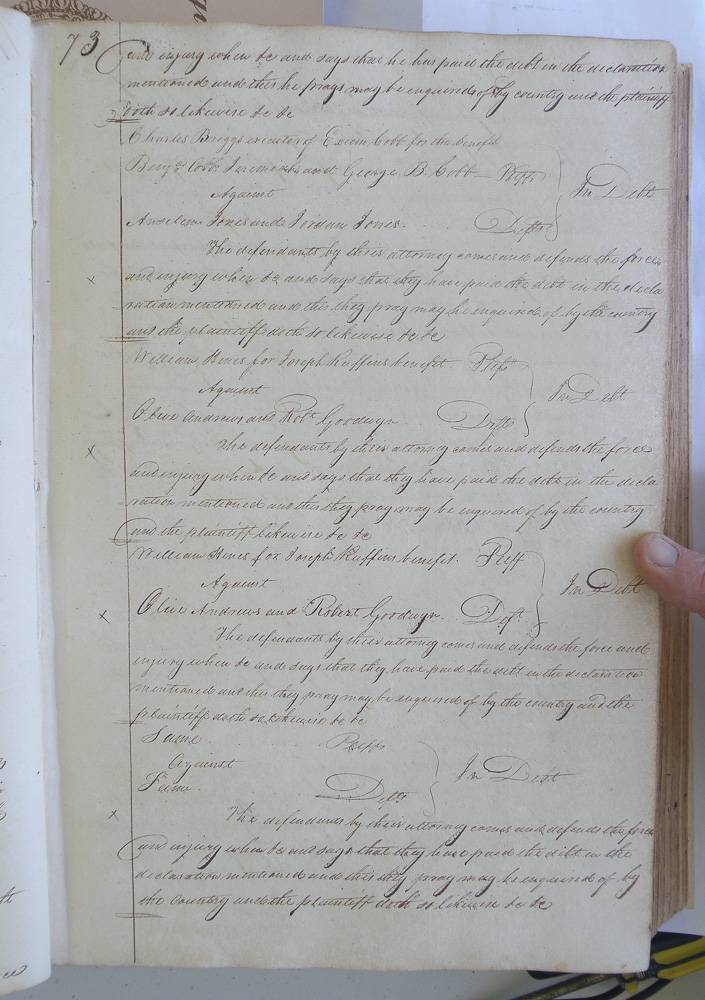 73
and injury when &c and says that he has paid the debt in the declaration
mentioned and this he prays may be enquired of by country and the plaintiff
doth so likewise &c &c
Charles Briggs executor of Exum Cobb for the benefit
Benjn Cobb and George B. Cobb — Plffs
In Debt
Against
Anselem Jones and Jordan Jones. Defts
The defendants by their attorney comes and defends the force
and injury when &c and says that they have paid the debt in the decla
ration mentioned and this they pray may be enquired of by the country
and the plaintiff doth so likewise &c &c
William Hines for Joseph Ruffins benefit. Plff
Against
In Debt
Olive Andrews and Robt Goodwyn Defts
The defendants by their attorney comes and defends the force
and injury when &c and says that they have paid the debt in the decla
ration mentioned and this they pray may be enquired of by the country
and the plaintiff likewise &c &c
William Hines for Joseph Ruffins benefit. Plff
Against
In Debt
Olive Andrews and Robert Goodwyn. Deft.
The defendants by their attorney comes and defends the force and
injury when &c and says that they have paid the debt in the declaration
mentioned and this they pray may be enquired of by the country and the
plaintiff doth so likewise &c &c
Same Plffs
Against
In Debt
Same Defts
The defendants by their attorney comes and defends the force
and injury when &c and says that they have paid the debt in the
declaration mentioned and this they pray may be enquired of by
the country and the plaintiff doth so likewise &c &c